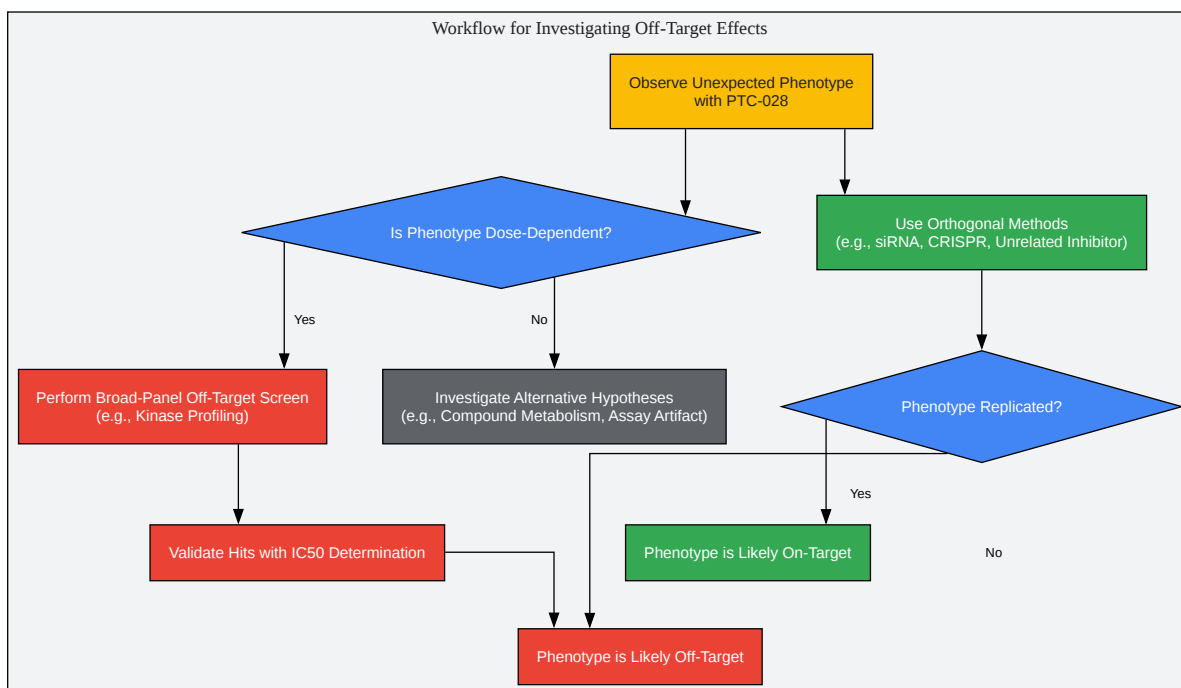 Workflow for Investigating Off-Target Effects
Observe Unexpected Phenotype
with PTC-028
Is Phenotype Dose-Dependent?
Use Orthogonal Methods
(e.g., siRNA, CRISPR, Unrelated Inhibitor)
Yes
No
Perform Broad-Panel Off-Target Screen
(e.g., Kinase Profiling)
Investigate Alternative Hypotheses
(e.g., Compound Metabolism, Assay Artifact)
Phenotype Replicated?
Yes
No
Validate Hits with IC50 Determination
Phenotype is Likely On-Target
Phenotype is Likely Off-Target